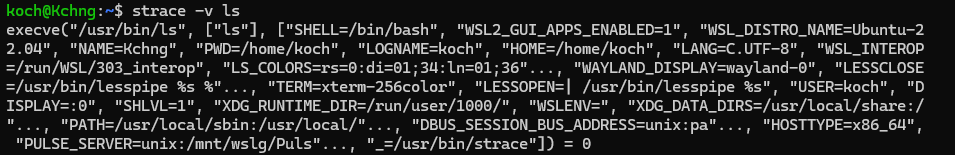 koch@Kchng:~$ strace -v ls
execve("/usr/bin/ls", ["ls"], ["SHELL=/bin/bash", "WSL2_GUI_APPS_ENABLED=1", "WSL_DISTRO_NAME=Ubuntu-2
2.04", "NAME=Kchng", "PWD=/home/koch", "LOGNAME=koch", "HOME=/home/koch", "LANG=C.UTF-8", "WSL_INTEROP
=/run/WSL/303_interop", "LS_COLORS=rs=0:di=01;34:ln=01;36"..., "WAYLAND_DISPLAY=wayland-0", "LESSCLOSE
=/usr/bin/lesspipe %s %"..., "TERM=xterm-256color", "LESSOPEN=| /usr/bin/lesspipe %s", "USER=koch", "D
ISPLAY=:0", "SHLVL=1", "XDG_RUNTIME_DIR=/run/user/1000/", "WSLENV=", "XDG_DATA_DIRS=/usr/local/share:/
"..., "PATH=/usr/local/sbin:/usr/local/"..., "DBUS_SESSION_BUS_ADDRESS=unix:pa"..., "HOSTTYPE=x86_64",
"PULSE_SERVER=unix:/mnt/wslg/Puls"..., "_=/usr/bin/strace"]) = 0